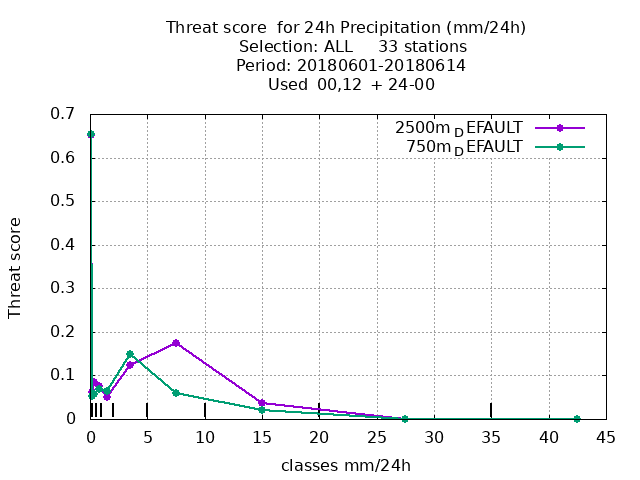 Threat score  for 24h Precipitation (mm/24h)
Selection: ALL     33 stations
Period: 20180601-20180614
Used  00,12  + 24-00
2500m_DEFAULT
750m_DEFAULT
0.7
0.6
0.5
0.4
0.3
0.2
0.1
0
Threat score
0 5 10 15 20 25 30 35 40 45
classes mm/24h